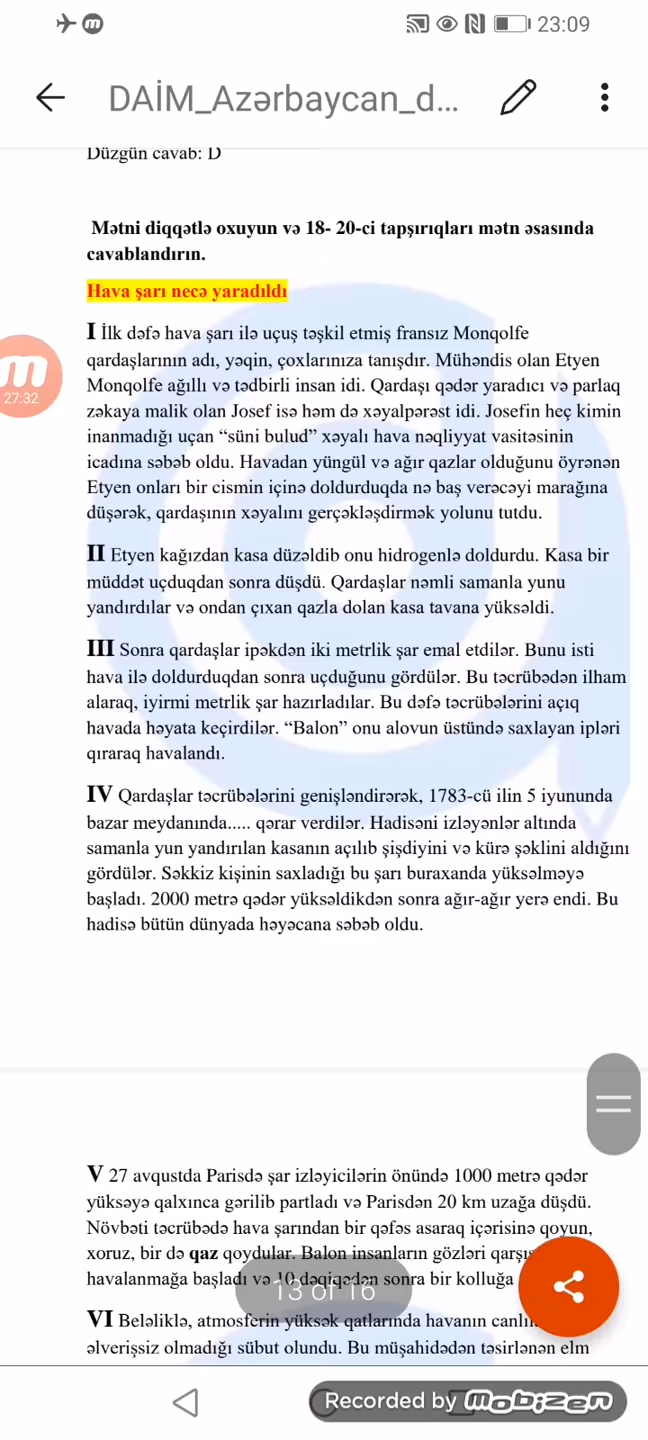 23:09
DAİM_Azərbaycan_d...
Düzgün cavab: D
Mətni diqqətlə oxuyun və 18- 20-ci tapşırıqları mətn əsasında
cavablandırın.
Hava şarı necə yaradıldı
I İlk dəfə hava şarı ilə uçuş təşkil etmiş fransız Monqolfe
qardaşlarının adı, yəqin, çoxlarınıza tanışdır. Mühəndis olan Etyen
Monqolfe ağıllı və tədbirli insan idi. Qardaşı qədər yaradıcı və parlaq
zəkaya malik olan Josef isə həm də xəyalpərəst idi. Josefin heç kimin
inanmadığı uçan “süni bulud” xəyalı hava nəqliyyat vasitəsinin
icadına səbəb oldu. Havadan yüngül və ağır qazlar olduğunu öyrənən
Etyen onları bir cismin içinə doldurduqda nə baş verəcəyi marağına
düşərək, qardaşının xəyalını gerçəkləşdirmək yolunu tutdu.
27:32
II Etyen kağızdan kasa düzəldib onu hidrogenlə doldurdu. Kasa bir
müddət uçduqdan sonra düşdü. Qardaşlar nəmli samanla yunu
yandırdılar və ondan çıxan qazla dolan kasa tavana yüksəldi.
III Sonra qardaşlar ipəkdən iki metrlik şar emal etdilər. Bunu isti
hava ilə doldurduqdan sonra uçduğunu gördülər. Bu təcrübədən ilham
alaraq, iyirmi metrlik şar hazırladılar. Bu dəfə təcrübələrini açıq
havada həyata keçirdilər. “Balon” onu alovun üstündə saxlayan ipləri
qıraraq havalandı.
IV Qardaşlar təcrübələrini genişləndirərək, 1783-cü ilin 5 iyununda
bazar meydanında..... qərar verdilər. Hadisəni izləyənlər altında
samanla yun yandırılan kasanın açılıb şişdiyini və kürə şəklini aldığını
gördülər. Səkkiz kişinin saxladığı bu şarı buraxanda yüksəlməyə
başladı. 2000 metrə qədər yüksəldikdən sonra ağır-ağır yerə endi. Bu
hadisə bütün dünyada həyəcana səbəb oldu.
V 27 avqustda Parisdə şar izləyicilərin önündə 1000 metrə qədər
yüksəyə qalxınca gərilib partladı və Parisdən 20 km uzağa düşdü.
Növbəti təcrübədə hava şarından bir qəfəs asaraq içərisinə qoyun,
xoruz, bir də qaz qoydular. Balon insanların gözləri
havalanmağa başladı və 10 dəqiqədən sonra bir kolluğa
13 of 16
VI Beləliklə, atmosferin yüksək qatlarında havanın
əlverişsiz olmadığı sübut olundu. Bu müşahidədən təsirlənən elm
Recorded by mobizen